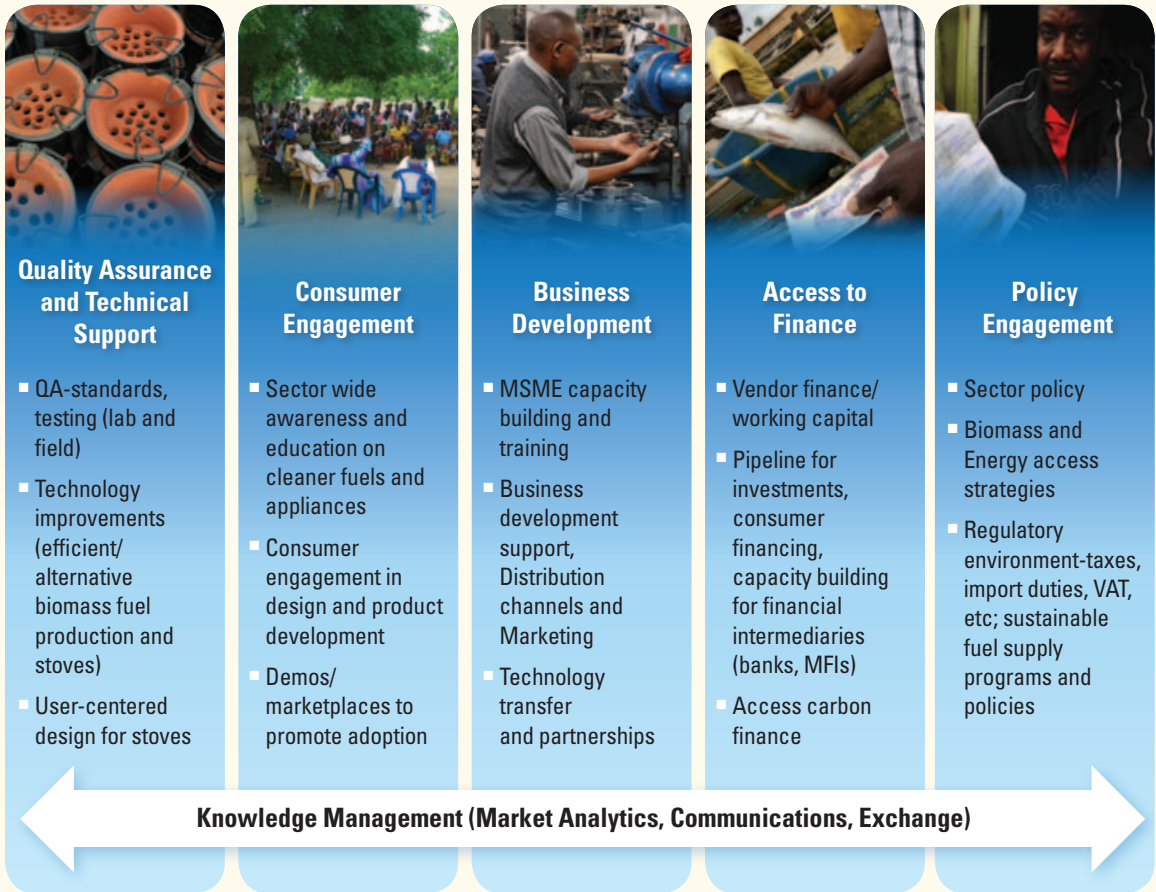 Quality Assurance
and Technical
Support
▪ QA-standards,
testing (lab and
field)
▪ Technology
improvements
(efficient/
alternative
biomass fuel
production and
stoves)
▪ User-centered
design for stoves
Consumer
Engagement
▪ Sector wide
awareness and
education on
cleaner fuels and
appliances
▪ Consumer
engagement in
design and product
development
▪ Demos/
marketplaces to
promote adoption
Business
Development
▪ MSME capacity
building and
training
▪ Business
development
support,
Distribution
channels and
Marketing
▪ Technology
transfer
and partnerships
Access to
Finance
▪ Vendor finance/
working capital
▪ Pipeline for
investments,
consumer
financing,
capacity building
for financial
intermediaries
(banks, MFIs)
▪ Access carbon
finance
Policy
Engagement
▪ Sector policy
▪ Biomass and
Energy access
strategies
▪ Regulatory
environment-taxes,
import duties, VAT,
etc; sustainable
fuel supply
programs and
policies
Knowledge Management (Market Analytics, Communications, Exchange)